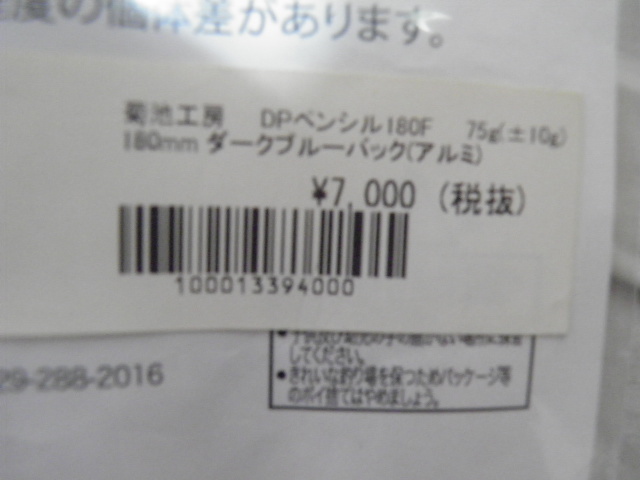 度の個体差があります。
菊池工房 DPペンシル180F 75g(±10g)
180mm ダークブルーバック(アルミ)
¥7,000 (税抜)
100013394000
してください。
29-288-2016
●きれいな釣り場を保つためパッケージ等
のポイ捨てはやめましょう。